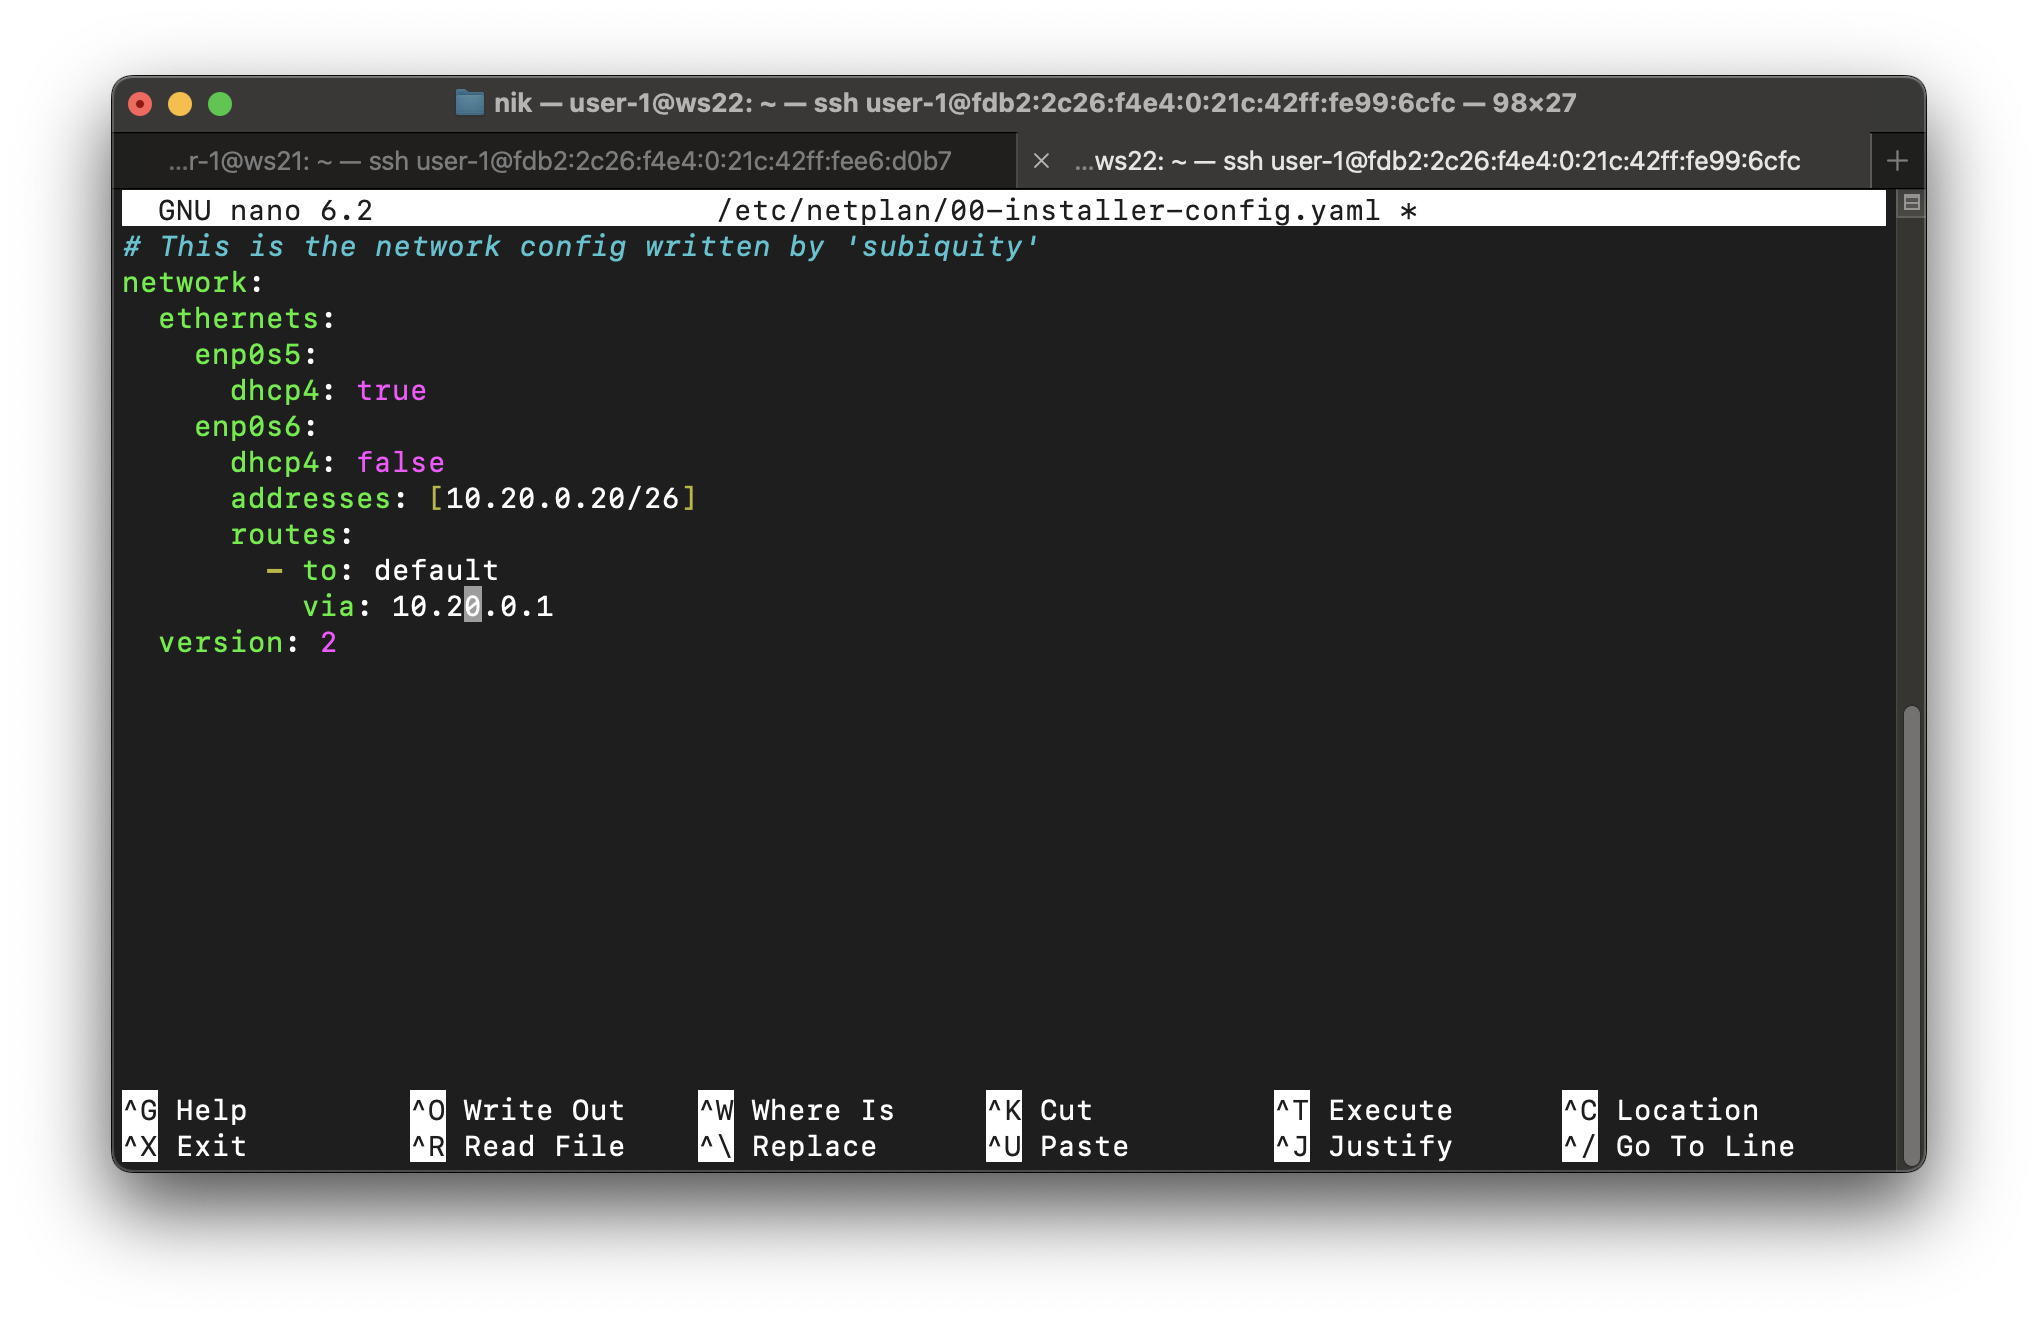 nik — user-1@ws22: ~ — ssh user-1@fdb2:2c26:f4e4:0:21c:42ff:fe99:6cfc — 98×27
...r-1@ws21: ~ — ssh user-1@fdb2:2c26:f4e4:0:21c:42ff:fee6:d0b7
...ws22: ~ — ssh user-1@fdb2:2c26:f4e4:0:21c:42ff:fe99:6cfc
GNU nano 6.2 /etc/netplan/00-installer-config.yaml *
# This is the network config written by 'subiquity'
network:
  ethernets:
    enp0s5:
      dhcp4: true
    enp0s6:
      dhcp4: false
      addresses: [10.20.0.20/26]
      routes:
        - to: default
          via: 10.20.0.1
  version: 2
^G Help ^O Write Out ^W Where Is ^K Cut ^T Execute ^C Location
^X Exit ^R Read File ^\ Replace ^U Paste ^J Justify ^/ Go To Line